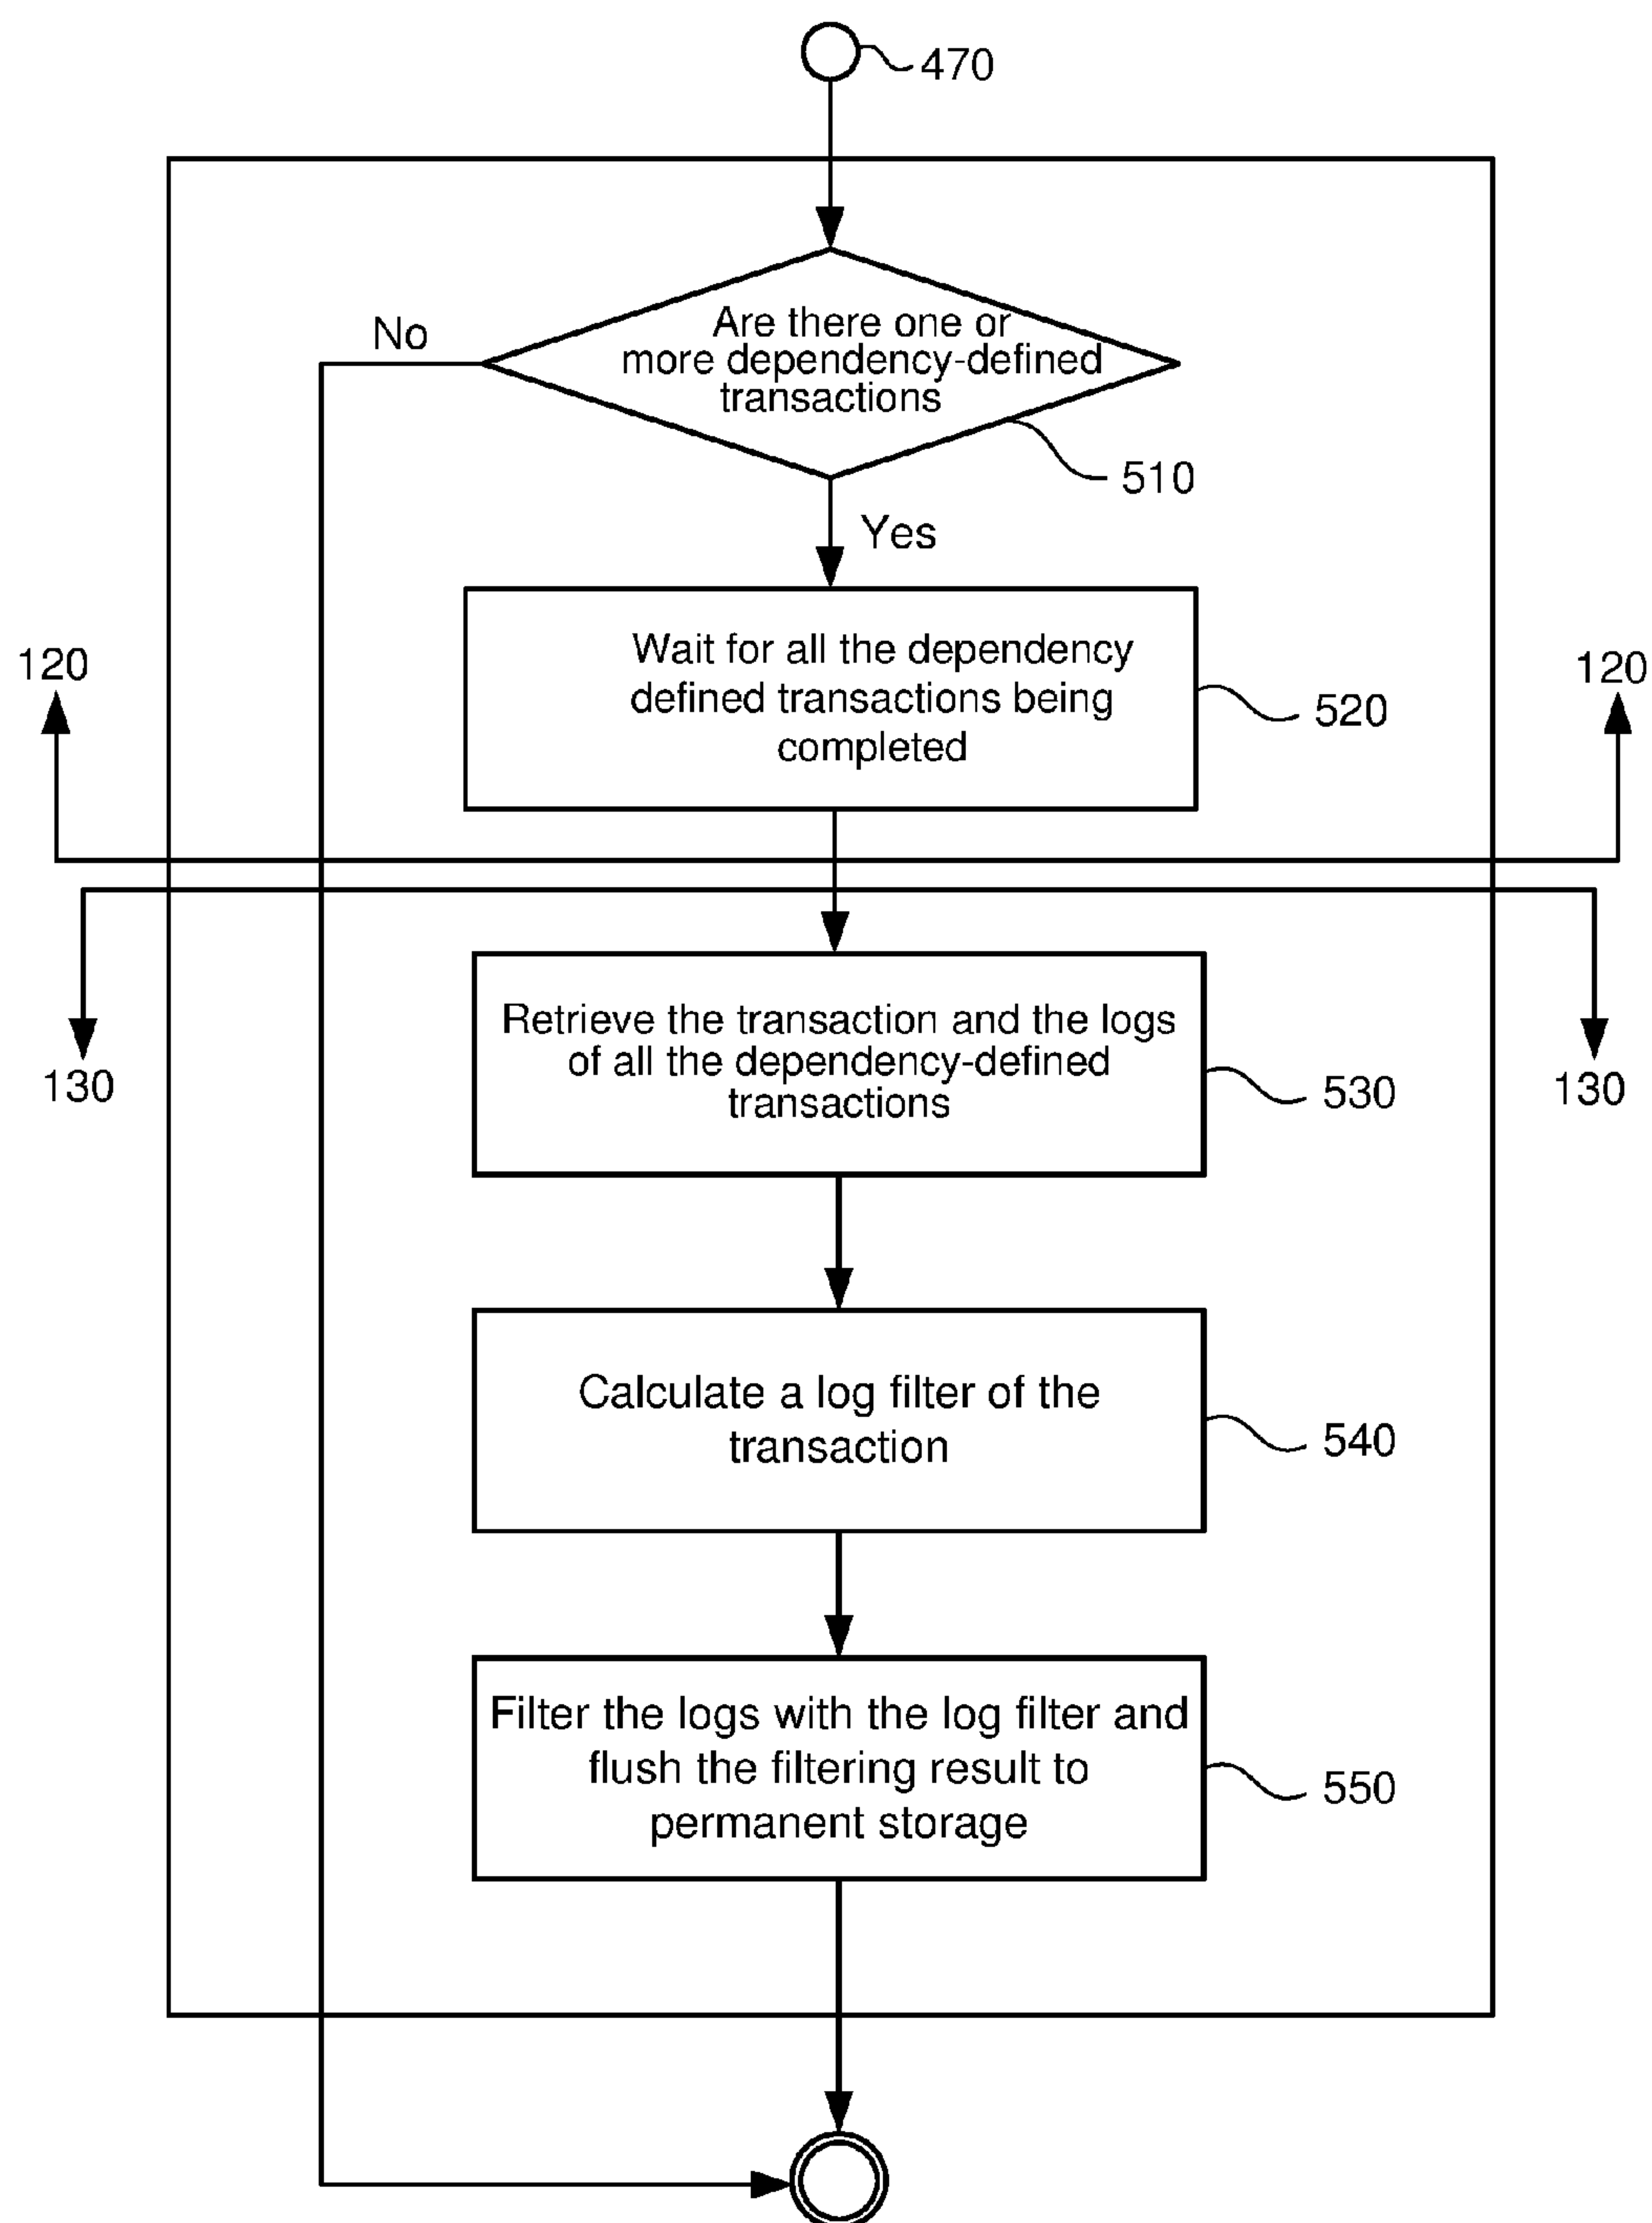 470
No
Are there one or
more dependency-defined
transactions
510
Yes
Wait for all the dependency
defined transactions being
completed
520
120
120
130
130
Retrieve the transaction and the logs
of all the dependency-defined
transactions
530
Calculate a log filter of the
transaction
540
Filter the logs with the log filter and
flush the filtering result to
permanent storage
550